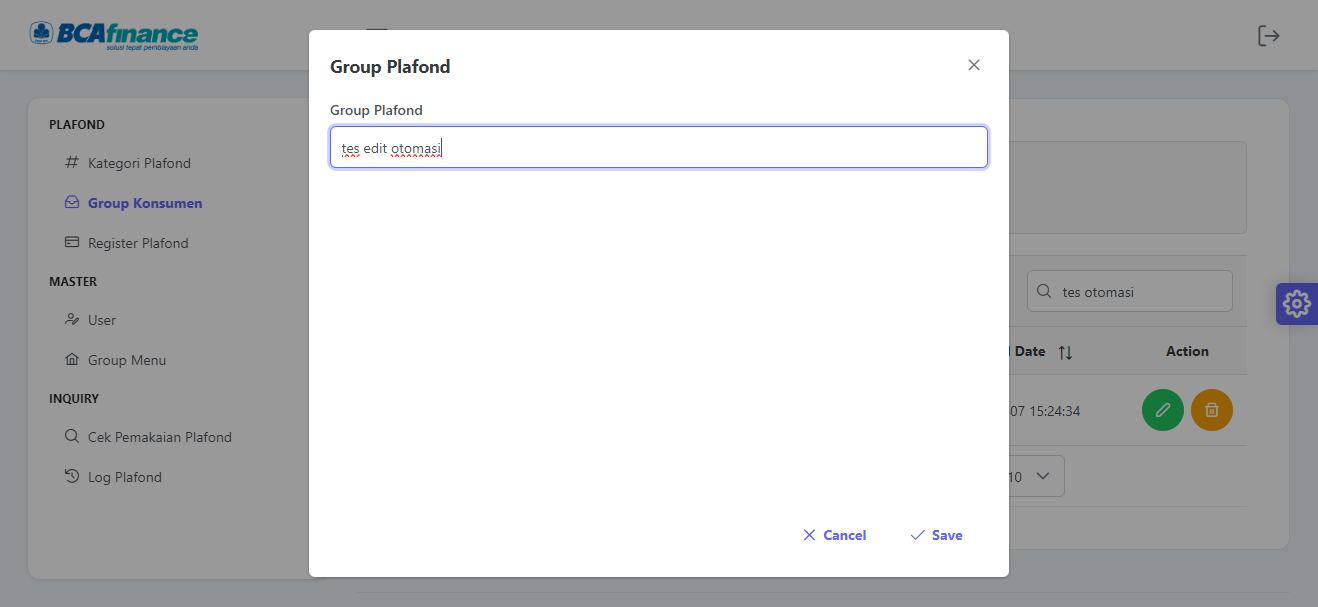 BCAfinance
solusi tepat pembiayaan anda
Group Plafond
Group Plafond
tes edit otomasi
Cancel
Save
PLAFOND
Kategori Plafond
Group Konsumen
Register Plafond
MASTER
User
Group Menu
INQUIRY
Cek Pemakaian Plafond
Log Plafond
tes otomasi
Date
Action
07 15:24:34
10